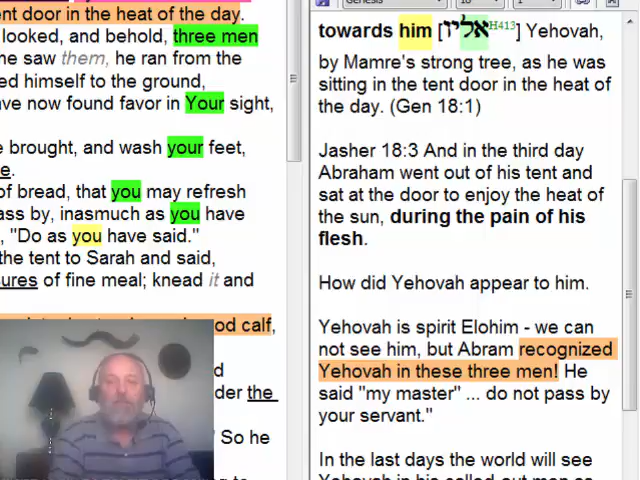 ent door in the heat of the day.
looked, and behold, three men
he saw them, he ran from the
ed himself to the ground,
ave now found favor in Your sight,
e brought, and wash your feet,
e.
of bread, that you may refresh
ass by, inasmuch as you have
, "Do as you have said."
the tent to Sarah and said,
sures of fine meal; knead it and
od calf,
d
der the
" So he
Genesis
18
1
towards him [אליו H413] Yehovah,
by Mamre's strong tree, as he was
sitting in the tent door in the heat of
the day. (Gen 18:1)
Jasher 18:3 And in the third day
Abraham went out of his tent and
sat at the door to enjoy the heat of
the sun, during the pain of his
flesh.
How did Yehovah appear to him.
Yehovah is spirit Elohim - we can
not see him, but Abram recognized
Yehovah in these three men! He
said "my master" ... do not pass by
your servant."
In the last days the world will see